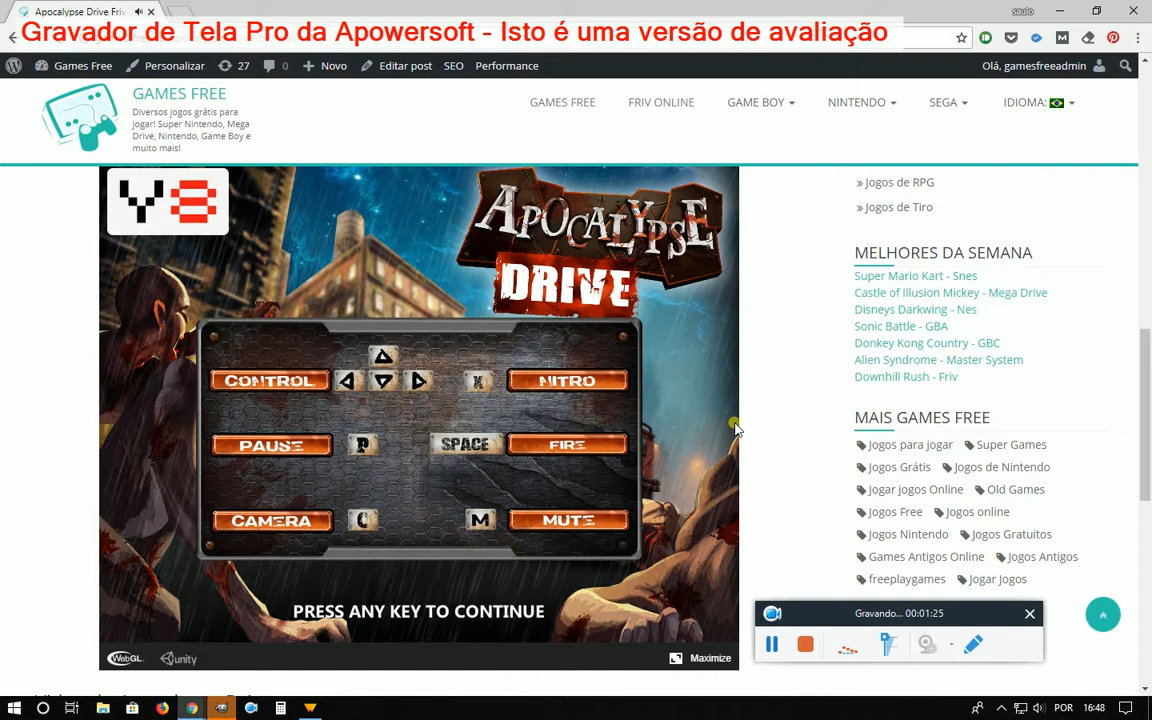 Apocalypse Drive Friv
saulo
Gravador de Tela Pro da Apowersoft - Isto é uma versão de avaliação
Games Free
Personalizar
27
0
Novo
Editar post
SEO
Performance
Olá, gamesfreeadmin
GAMES FREE
Diversos jogos grátis para
jogar! Super Nintendo, Mega
Drive, Nintendo, Game Boy e
muito mais!
GAMES FREE
FRIV ONLINE
GAME BOY
NINTENDO
SEGA
IDIOMA:
Y8
APOCALYPSE
DRIVE
CONTROL
X
NITRO
PAUSE
P
SPACE
FIRE
CAMERA
C
M
MUTE
PRESS ANY KEY TO CONTINUE
WebGL
unity
Maximize
» Jogos de RPG
» Jogos de Tiro
MELHORES DA SEMANA
Super Mario Kart - Snes
Castle of Illusion Mickey - Mega Drive
Disneys Darkwing - Nes
Sonic Battle - GBA
Donkey Kong Country - GBC
Alien Syndrome - Master System
Downhill Rush - Friv
MAIS GAMES FREE
Jogos para jogar
Super Games
Jogos Grátis
Jogos de Nintendo
Jogar jogos Online
Old Games
Jogos Free
Jogos online
Jogos Nintendo
Jogos Gratuitos
Games Antigos Online
Jogos Antigos
freeplaygames
Jogar Jogos
Gravando... 00:01:25
POR
16:48